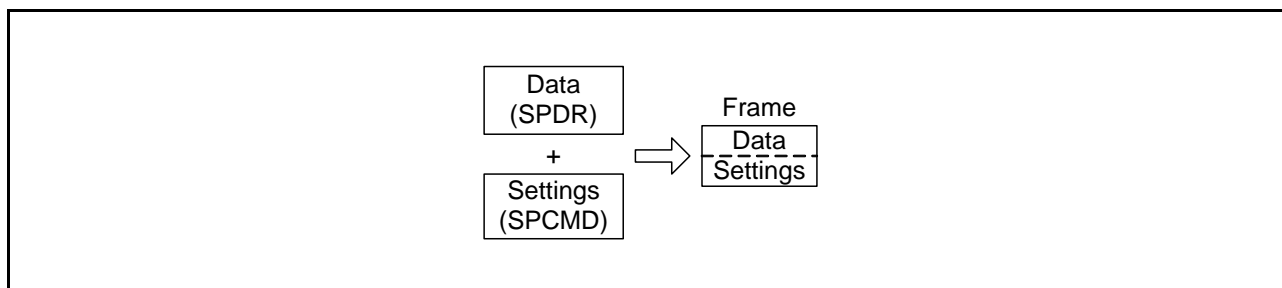 Data
(SPDR)
+
Settings
(SPCMD)
Frame
Data
Settings